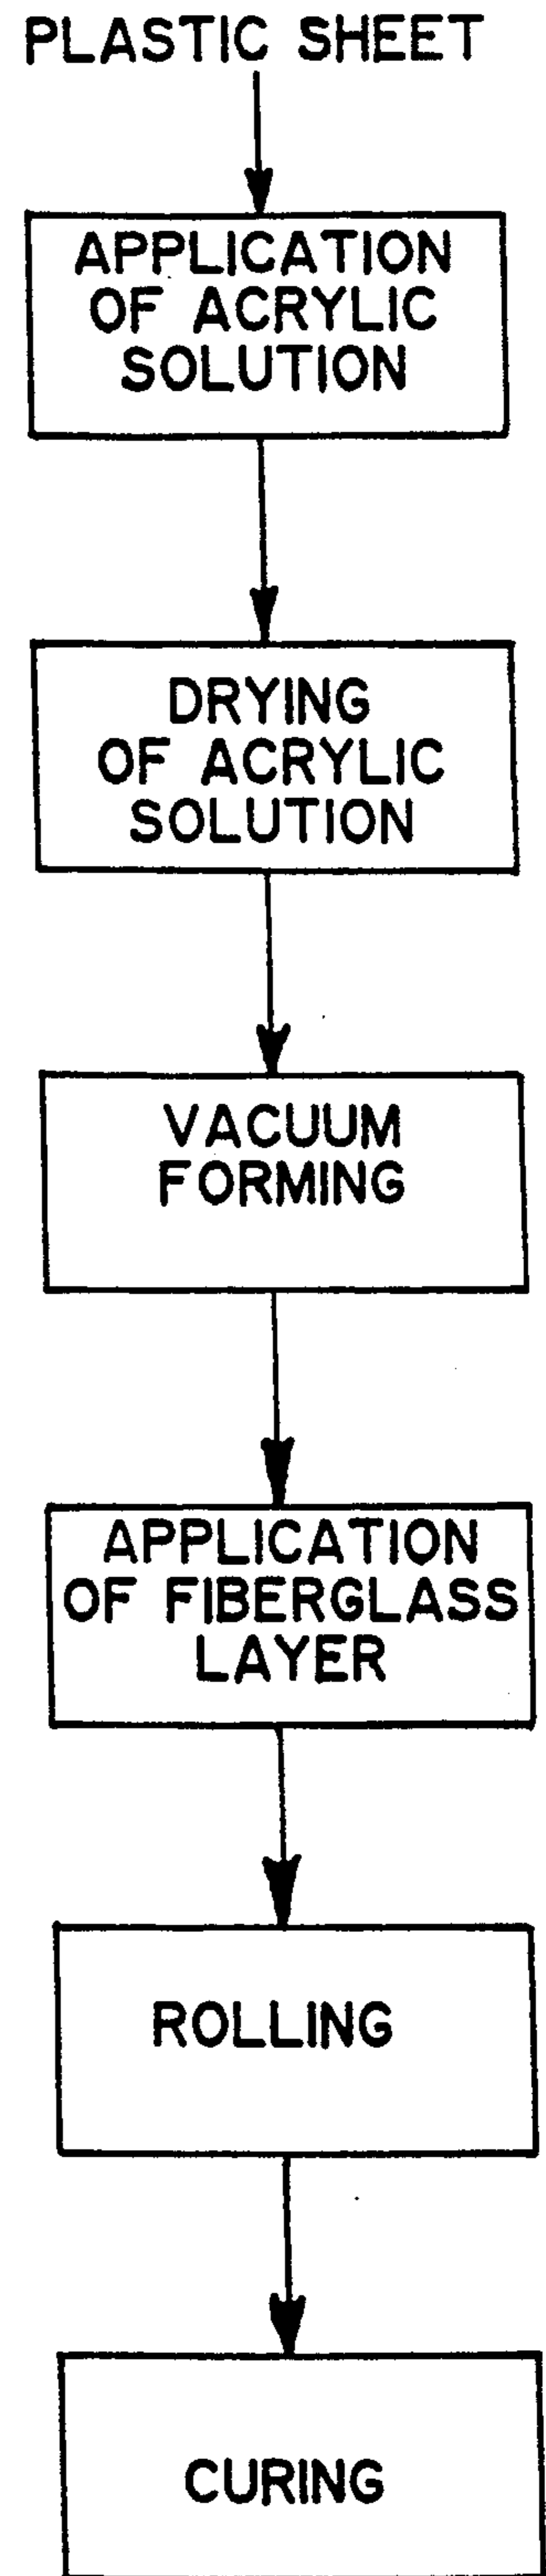 PLASTIC SHEET
APPLICATION
OF ACRYLIC
SOLUTION
DRYING
OF ACRYLIC
SOLUTION
VACUUM
FORMING
APPLICATION
OF FIBERGLASS
LAYER
ROLLING
CURING